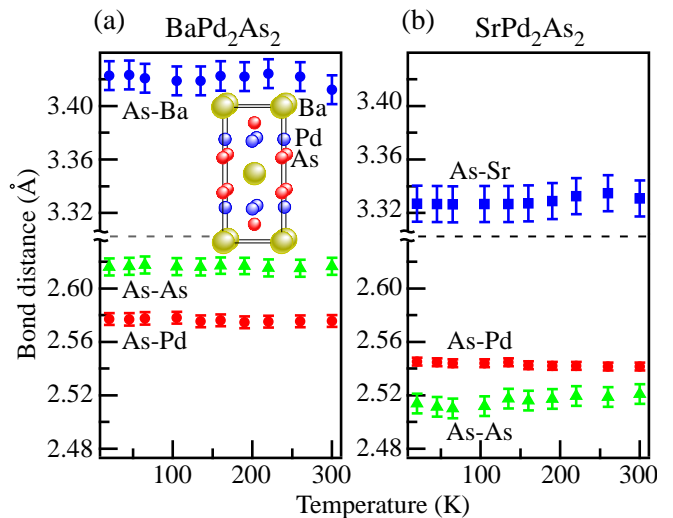 (a) BaPd₂As₂
(b) SrPd₂As₂
Bond distance (Å)
3.40
3.36
3.32
2.60
2.56
2.52
2.48
As-Ba
Ba
Pd
As
As-As
As-Pd
As-Sr
As-Pd
As-As
100 200 300
100 200 300
Temperature (K)